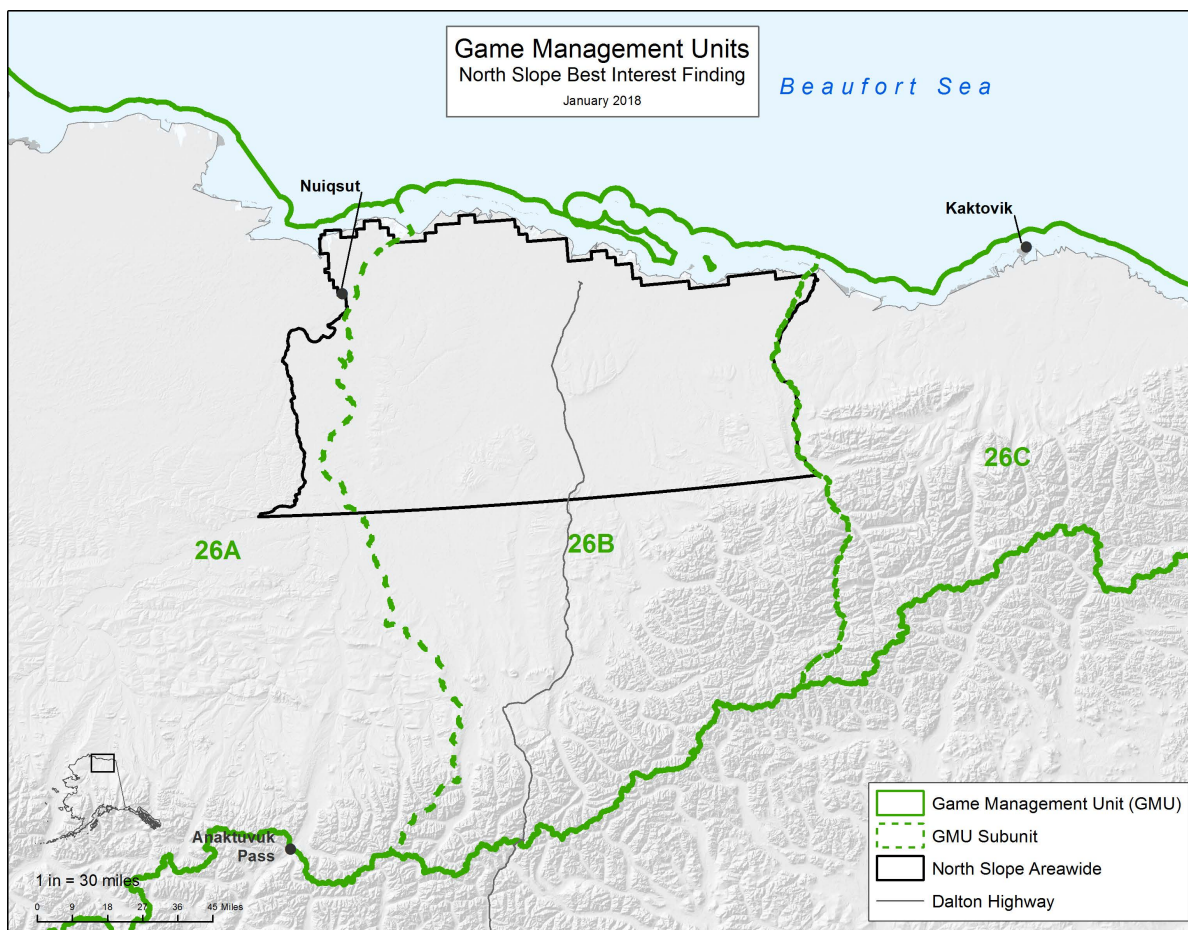 Game Management Units
North Slope Best Interest Finding
January 2018
Beaufort Sea
Nuiqsut
Kaktovik
26C
26A
26B
Anaktuvuk
Pass
1 in = 30 miles
0 9 18 27 36 45 Miles
Game Management Unit (GMU)
GMU Subunit
North Slope Areawide
Dalton Highway